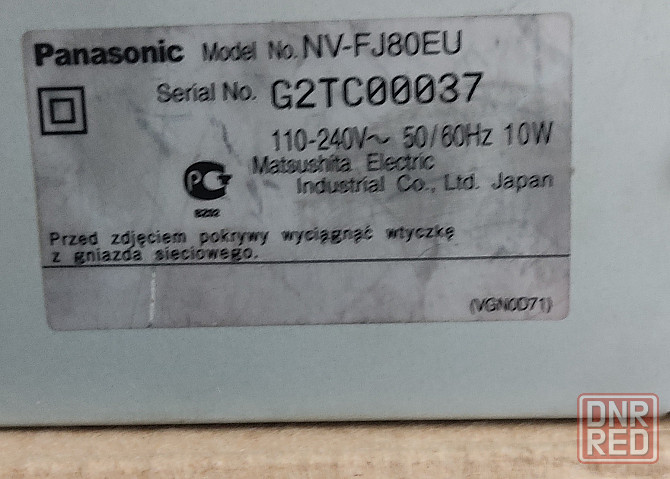 Panasonic Model No. NV-FJ80EU
Serial No. G2TC00037
110-240V~ 50/60Hz 10W
Matsushita Electric
Industrial Co., Ltd. Japan
Przed zdjęciem pokrywy wyciągnąć wtyczkę
z gniazda sieciowego.
(VGN0D71)
DNR
RED